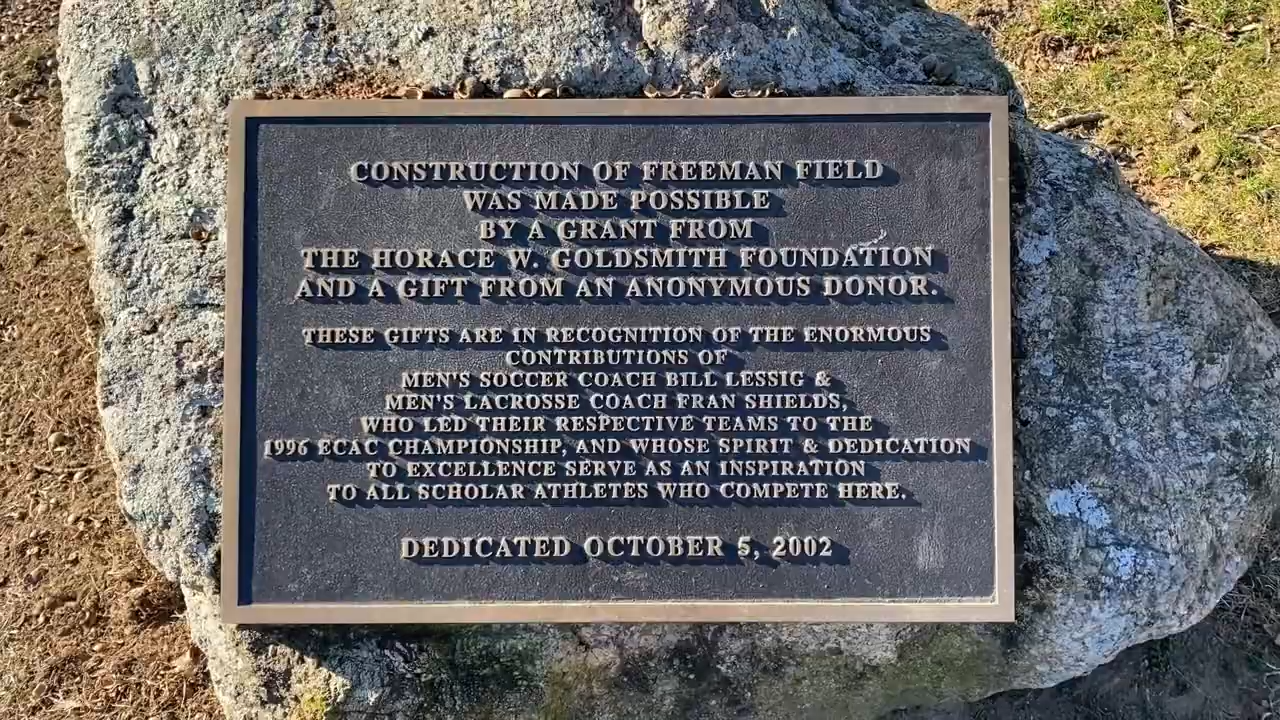 CONSTRUCTION OF FREEMAN FIELD
WAS MADE POSSIBLE
BY A GRANT FROM
THE HORACE W. GOLDSMITH FOUNDATION
AND A GIFT FROM AN ANONYMOUS DONOR.
THESE GIFTS ARE IN RECOGNITION OF THE ENORMOUS
CONTRIBUTIONS OF
MEN'S SOCCER COACH BILL LESSIG &
MEN'S LACROSSE COACH FRAN SHIELDS,
WHO LED THEIR RESPECTIVE TEAMS TO THE
1996 ECAC CHAMPIONSHIP, AND WHOSE SPIRIT & DEDICATION
TO EXCELLENCE SERVE AS AN INSPIRATION
TO ALL SCHOLAR ATHLETES WHO COMPETE HERE.
DEDICATED OCTOBER 5, 2002